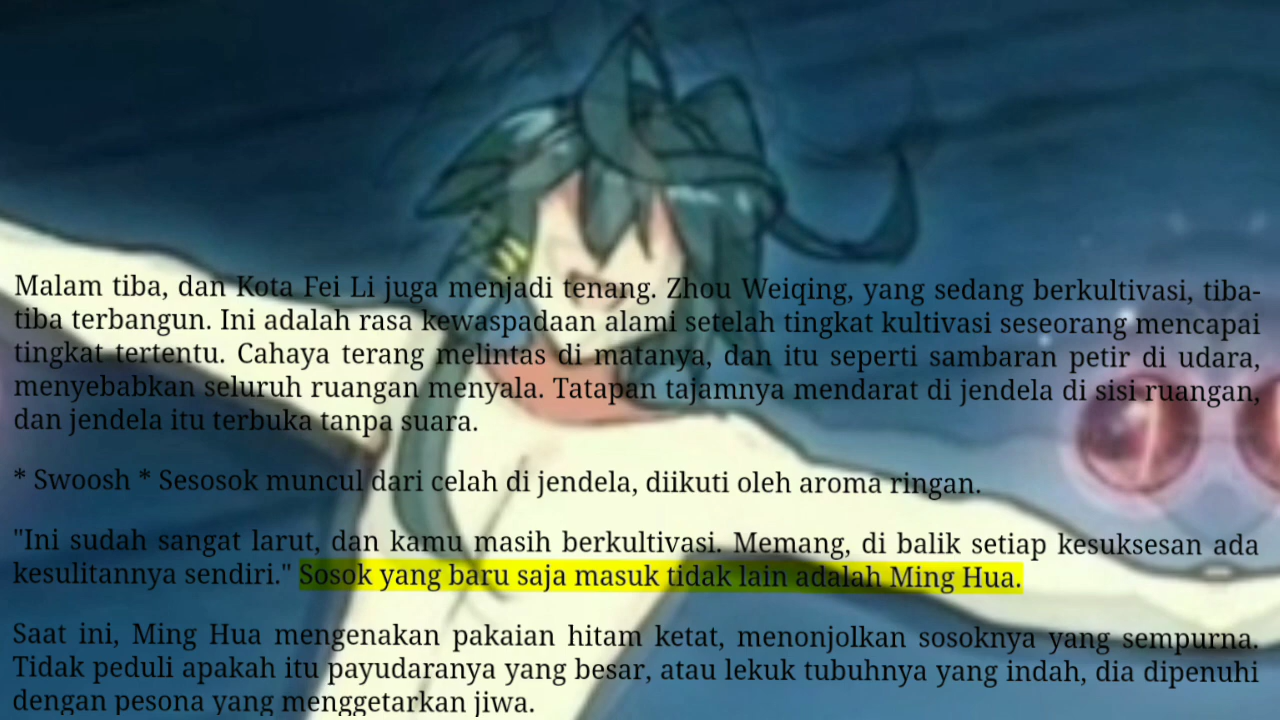 Malam tiba, dan Kota Fei Li juga menjadi tenang. Zhou Weiqing, yang sedang berkultivasi, tiba-
tiba terbangun. Ini adalah rasa kewaspadaan alami setelah tingkat kultivasi seseorang mencapai
tingkat tertentu. Cahaya terang melintas di matanya, dan itu seperti sambaran petir di udara,
menyebabkan seluruh ruangan menyala. Tatapan tajamnya mendarat di jendela di sisi ruangan,
dan jendela itu terbuka tanpa suara.
* Swoosh * Sesosok muncul dari celah di jendela, diikuti oleh aroma ringan.
"Ini sudah sangat larut, dan kamu masih berkultivasi. Memang, di balik setiap kesuksesan ada
kesulitannya sendiri." Sosok yang baru saja masuk tidak lain adalah Ming Hua.
Saat ini, Ming Hua mengenakan pakaian hitam ketat, menonjolkan sosoknya yang sempurna.
Tidak peduli apakah itu payudaranya yang besar, atau lekuk tubuhnya yang indah, dia dipenuhi
dengan pesona yang menggetarkan jiwa.